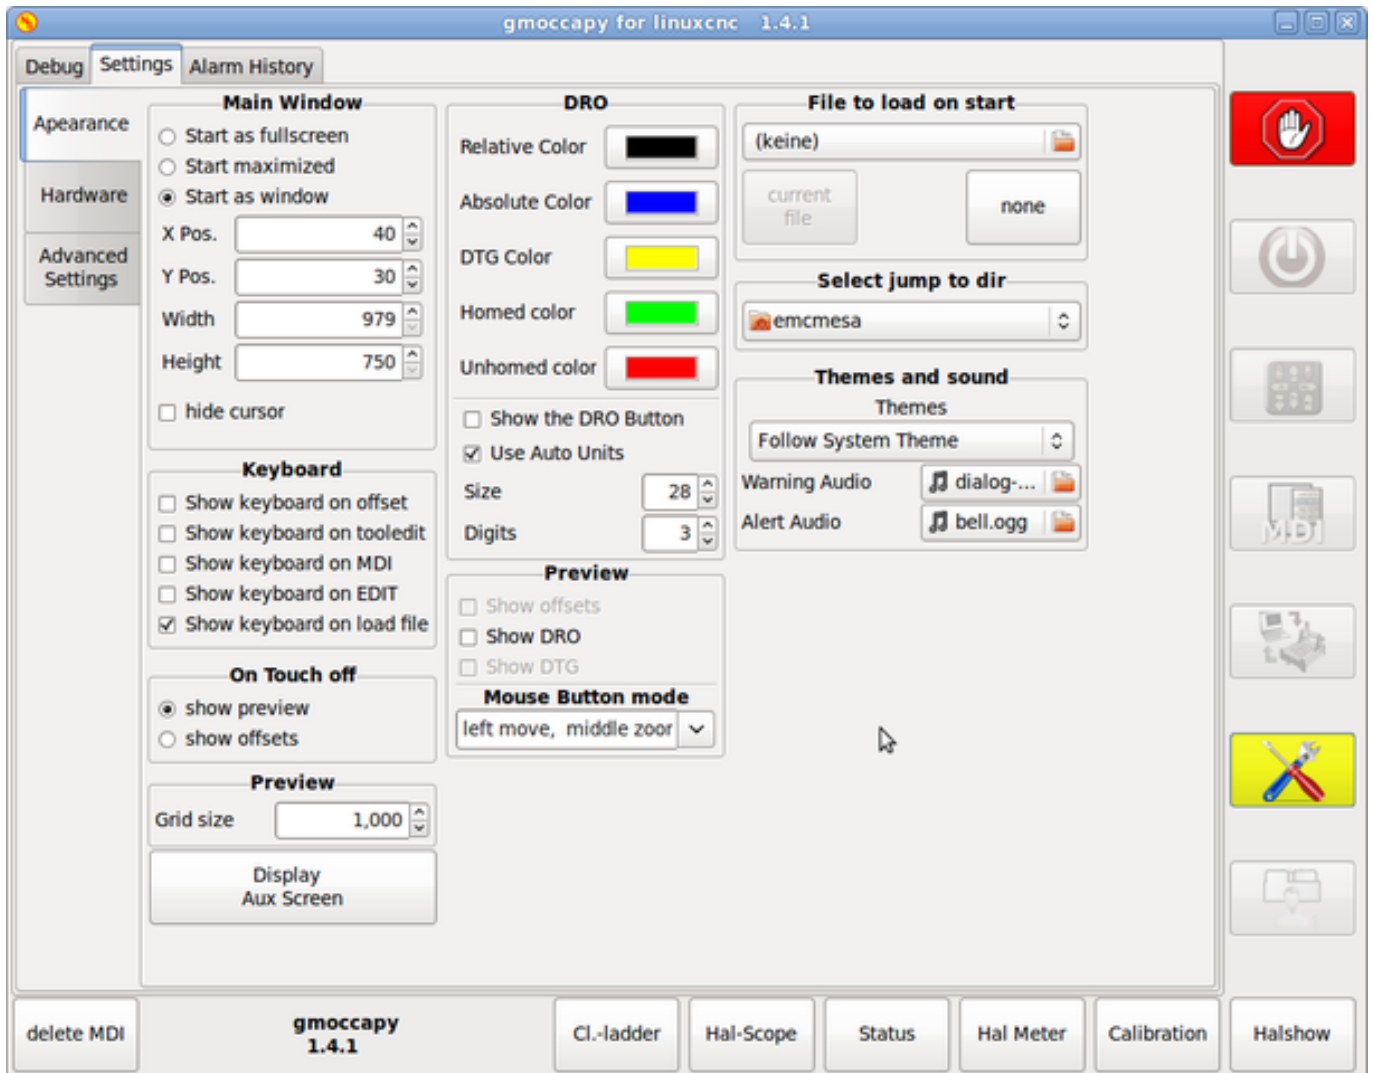 gmoccapy for linuxcnc 1.4.1
Debug
Settings
Alarm History
Apearance
Hardware
Advanced
Settings
Main Window
Start as fullscreen
Start maximized
Start as window
X Pos.
40
Y Pos.
30
Width
979
Height
750
hide cursor
Keyboard
Show keyboard on offset
Show keyboard on tooledit
Show keyboard on MDI
Show keyboard on EDIT
Show keyboard on load file
On Touch off
show preview
show offsets
Preview
Grid size
1,000
Display
Aux Screen
DRO
Relative Color
Absolute Color
DTG Color
Homed color
Unhomed color
Show the DRO Button
Use Auto Units
Size
28
Digits
3
Preview
Show offsets
Show DRO
Show DTG
Mouse Button mode
left move, middle zoor
File to load on start
(keine)
current
file
none
Select jump to dir
emcmesa
Themes and sound
Themes
Follow System Theme
Warning Audio
dialog-...
Alert Audio
bell.ogg
MDI
delete MDI
gmoccapy
1.4.1
Cl.-ladder
Hal-Scope
Status
Hal Meter
Calibration
Halshow